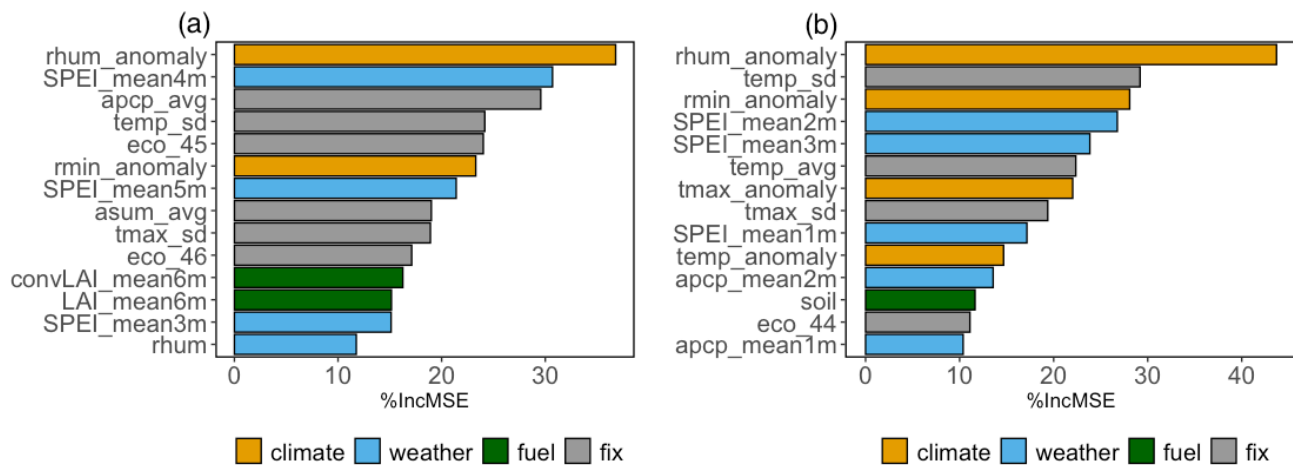 (a)
rhum_anomaly
SPEI_mean4m
apcp_avg
temp_sd
eco_45
rmin_anomaly
SPEI_mean5m
asum_avg
tmax_sd
eco_46
convLAI_mean6m
LAI_mean6m
SPEI_mean3m
rhum
0 10 20 30
%IncMSE
climate weather fuel fix
(b)
rhum_anomaly
temp_sd
rmin_anomaly
SPEI_mean2m
SPEI_mean3m
temp_avg
tmax_anomaly
tmax_sd
SPEI_mean1m
temp_anomaly
apcp_mean2m
soil
eco_44
apcp_mean1m
0 10 20 30 40
%IncMSE
climate weather fuel fix